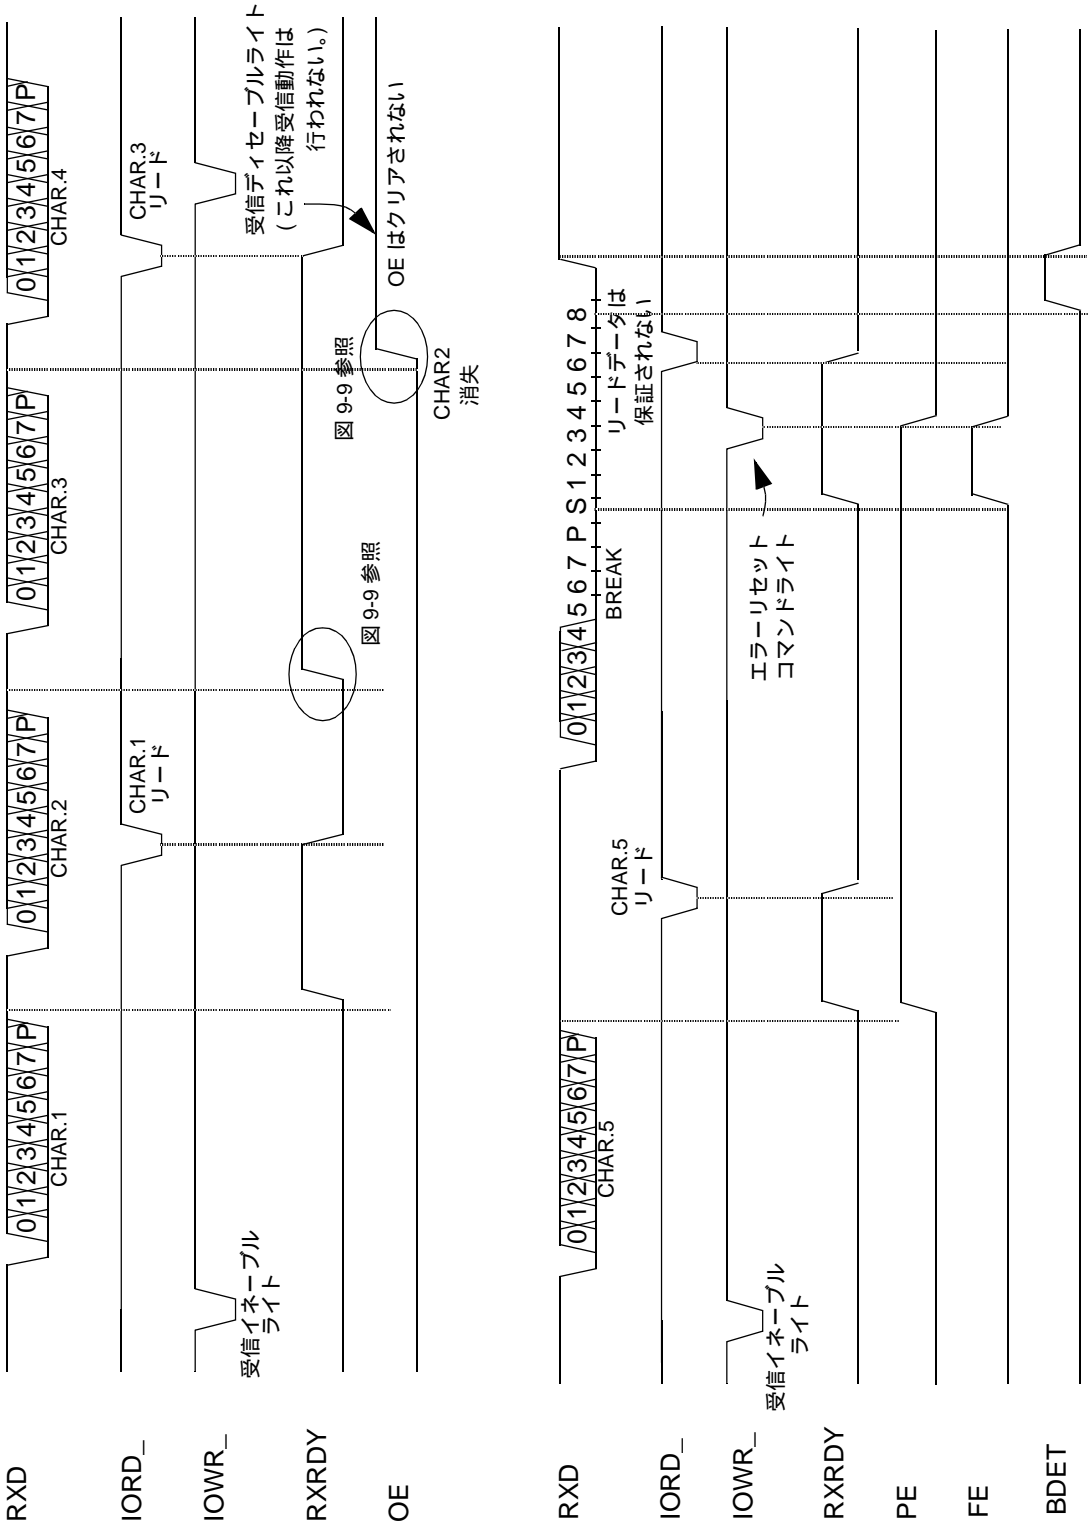 RXD
0 1 2 3 4 5 6 7 P
CHAR.1
0 1 2 3 4 5 6 7 P
CHAR.2
0 1 2 3 4 5 6 7 P
CHAR.3
0 1 2 3 4 5 6 7 P
CHAR.4
IORD_
CHAR.1
リード
CHAR.3
リード
IOWR_
受信イネーブル
ライト
受信ディセーブルライト
(これ以降受信動作は
行われない。)
RXRDY
図 9-9 参照
図 9-9 参照
OE
OE はクリアされない
CHAR2
消失
RXD
0 1 2 3 4 5 6 7 P
CHAR.5
0 1 2 3 4 5 6 7 P S 1 2 3 4 5 6 7 8
BREAK
リードデータは
保証されない
IORD_
CHAR.5
リード
IOWR_
受信イネーブル
ライト
エラーリセット
コマンドライト
RXRDY
PE
FE
BDET